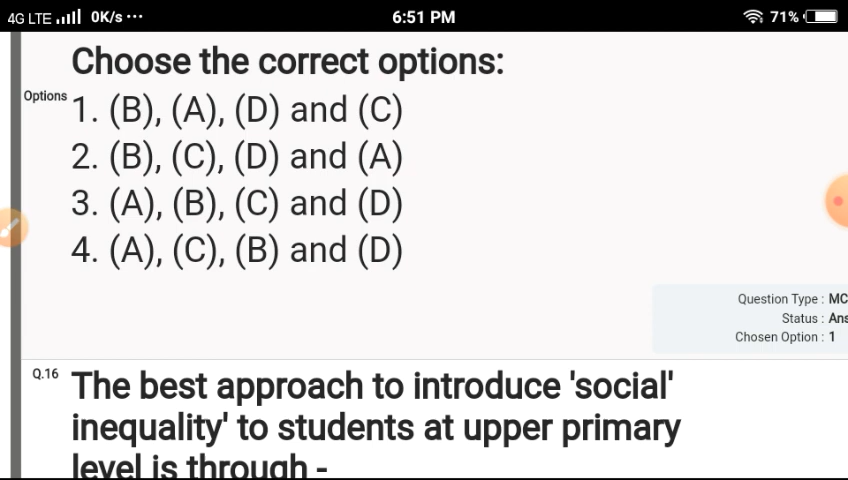 4G LTE 0K/s ... 6:51 PM 71%
Choose the correct options:
Options 1. (B), (A), (D) and (C)
2. (B), (C), (D) and (A)
3. (A), (B), (C) and (D)
4. (A), (C), (B) and (D)
Question Type : MC
Status : Ans
Chosen Option : 1
Q.16 The best approach to introduce 'social'
inequality' to students at upper primary
level is through -